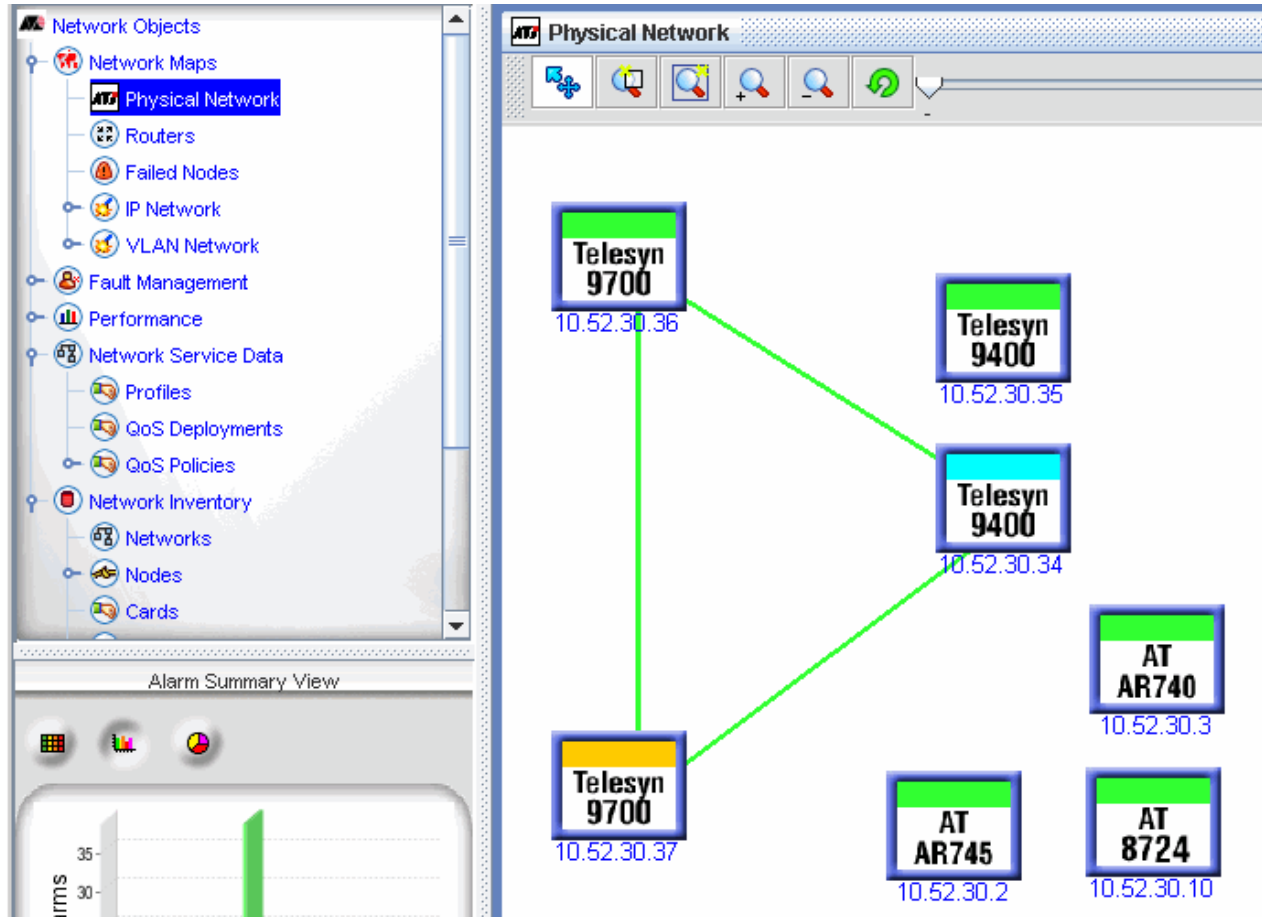 Network Objects
Network Maps
Physical Network
Routers
Failed Nodes
IP Network
VLAN Network
Fault Management
Performance
Network Service Data
Profiles
QoS Deployments
QoS Policies
Network Inventory
Networks
Nodes
Cards
Alarm Summary View
35
30
Physical Network
+
-
-
Telesyn
9700
10.52.30.36
Telesyn
9400
10.52.30.35
Telesyn
9400
10.52.30.34
AT
AR740
10.52.30.3
Telesyn
9700
10.52.30.37
AT
AR745
10.52.30.2
AT
8724
10.52.30.10